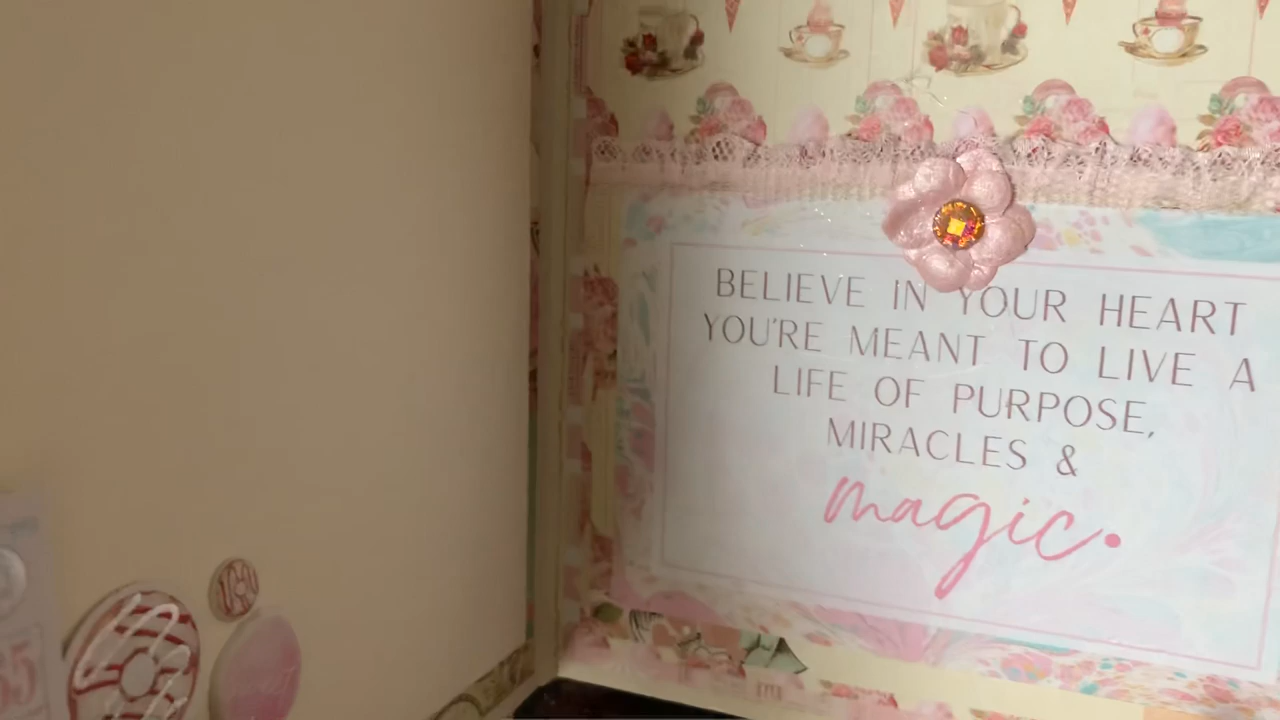 BELIEVE IN YOUR HEART
YOU'RE MEANT TO LIVE A
LIFE OF PURPOSE,
MIRACLES &
magic.